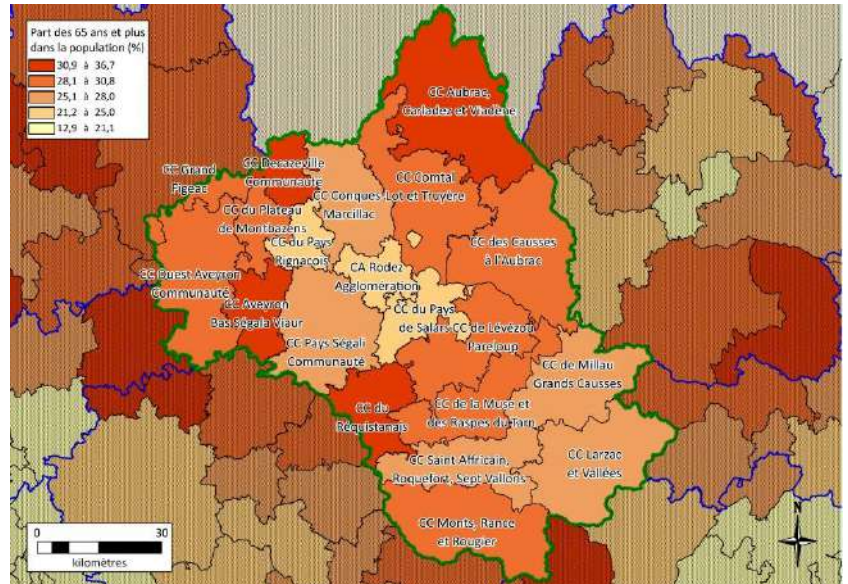 Part des 65 ans et plus
dans la population (%)
30,9 à 36,7
28,1 à 30,8
25,1 à 28,0
21,2 à 25,0
12,9 à 21,1
CC Aubrac,
Carladez et Viadène
CC Grand
Figeac
CC Decazeville
Communauté
CC Comtal
Lot et Truyère
CC Conques
Marcillac
CC du Plateau
de Montbazens
CC du Pays
Rignacois
CC des Causses
à l'Aubrac
CA Rodez
Agglomération
CC Ouest Aveyron
Communauté
CC Aveyron
Bas Ségala Viaur
CC du Pays
de Salars
CC de Lévézou
Pareloup
CC Pays Ségali
Communauté
CC de Millau
Grands Causses
CC du
Réquistanais
CC de la Muse et
des Raspes du Tarn
CC Saint Affricain,
Roquefort, Sept Vallons
CC Larzac
et Vallées
CC Monts, Rance
et Rougier
N
0 30
kilomètres